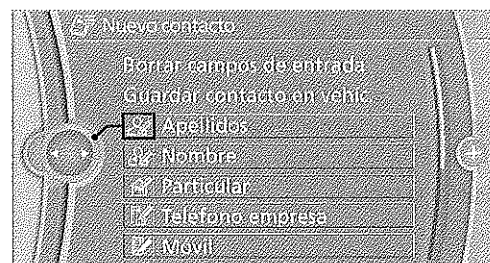 Nuevo contacto
Borrar campos de entrada
Guardar contacto en vehíc.
Apellidos
Nombre
Particular
Teléfono empresa
Móvil